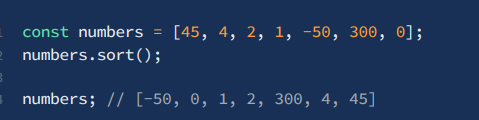 const numbers = [45, 4, 2, 1, -50, 300, 0];
numbers.sort();
numbers; // [-50, 0, 1, 2, 300, 4, 45]